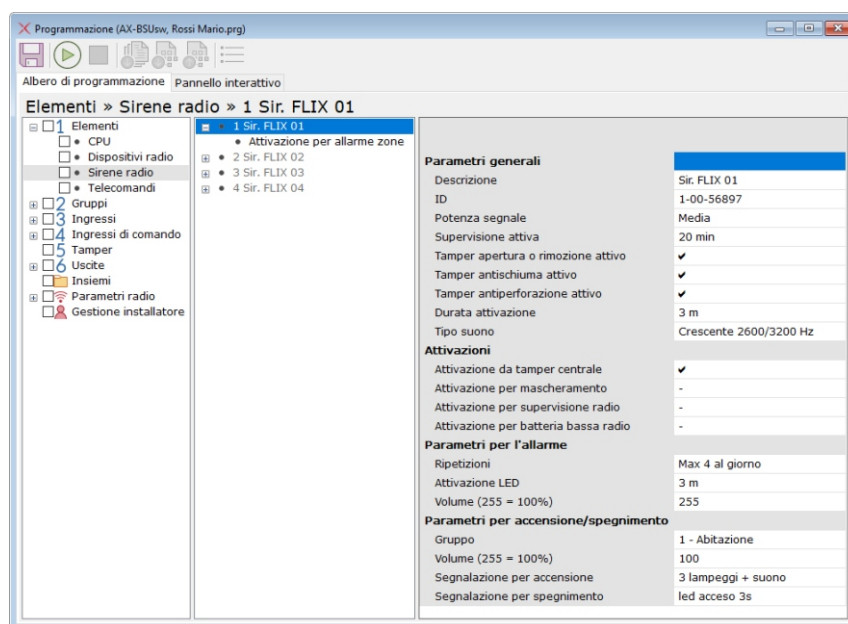 Programmazione (AX-BSUsw, Rossi Mario.prg)
Albero di programmazione Pannello interattivo
Elementi » Sirene radio » 1 Sir. FLIX 01
1 Elementi
CPU
Dispositivi radio
Sirene radio
Telecomandi
2 Gruppi
3 Ingressi
4 Ingressi di comando
5 Tamper
6 Uscite
Insiemi
Parametri radio
Gestione installatore
1 Sir. FLIX 01
Attivazione per allarme zone
2 Sir. FLIX 02
3 Sir. FLIX 03
4 Sir. FLIX 04
Parametri generali
Descrizione Sir. FLIX 01
ID 1-00-56897
Potenza segnale Media
Supervisione attiva 20 min
Tamper apertura o rimozione attivo ✔
Tamper antischiuma attivo ✔
Tamper antiperforazione attivo ✔
Durata attivazione 3 m
Tipo suono Crescente 2600/3200 Hz
Attivazioni
Attivazione da tamper centrale ✔
Attivazione per mascheramento -
Attivazione per supervisione radio -
Attivazione per batteria bassa radio -
Parametri per l'allarme
Ripetizioni Max 4 al giorno
Attivazione LED 3 m
Volume (255 = 100%) 255
Parametri per accensione/spegnimento
Gruppo 1 - Abitazione
Volume (255 = 100%) 100
Segnalazione per accensione 3 lampeggi + suono
Segnalazione per spegnimento led acceso 3s